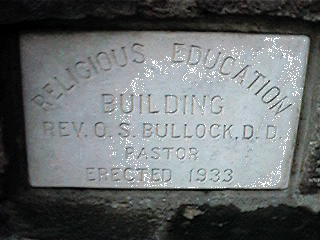 RELIGIOUS EDUCATION
BUILDING
REV. O. S. BULLOCK, D. D.
PASTOR
ERECTED 1933